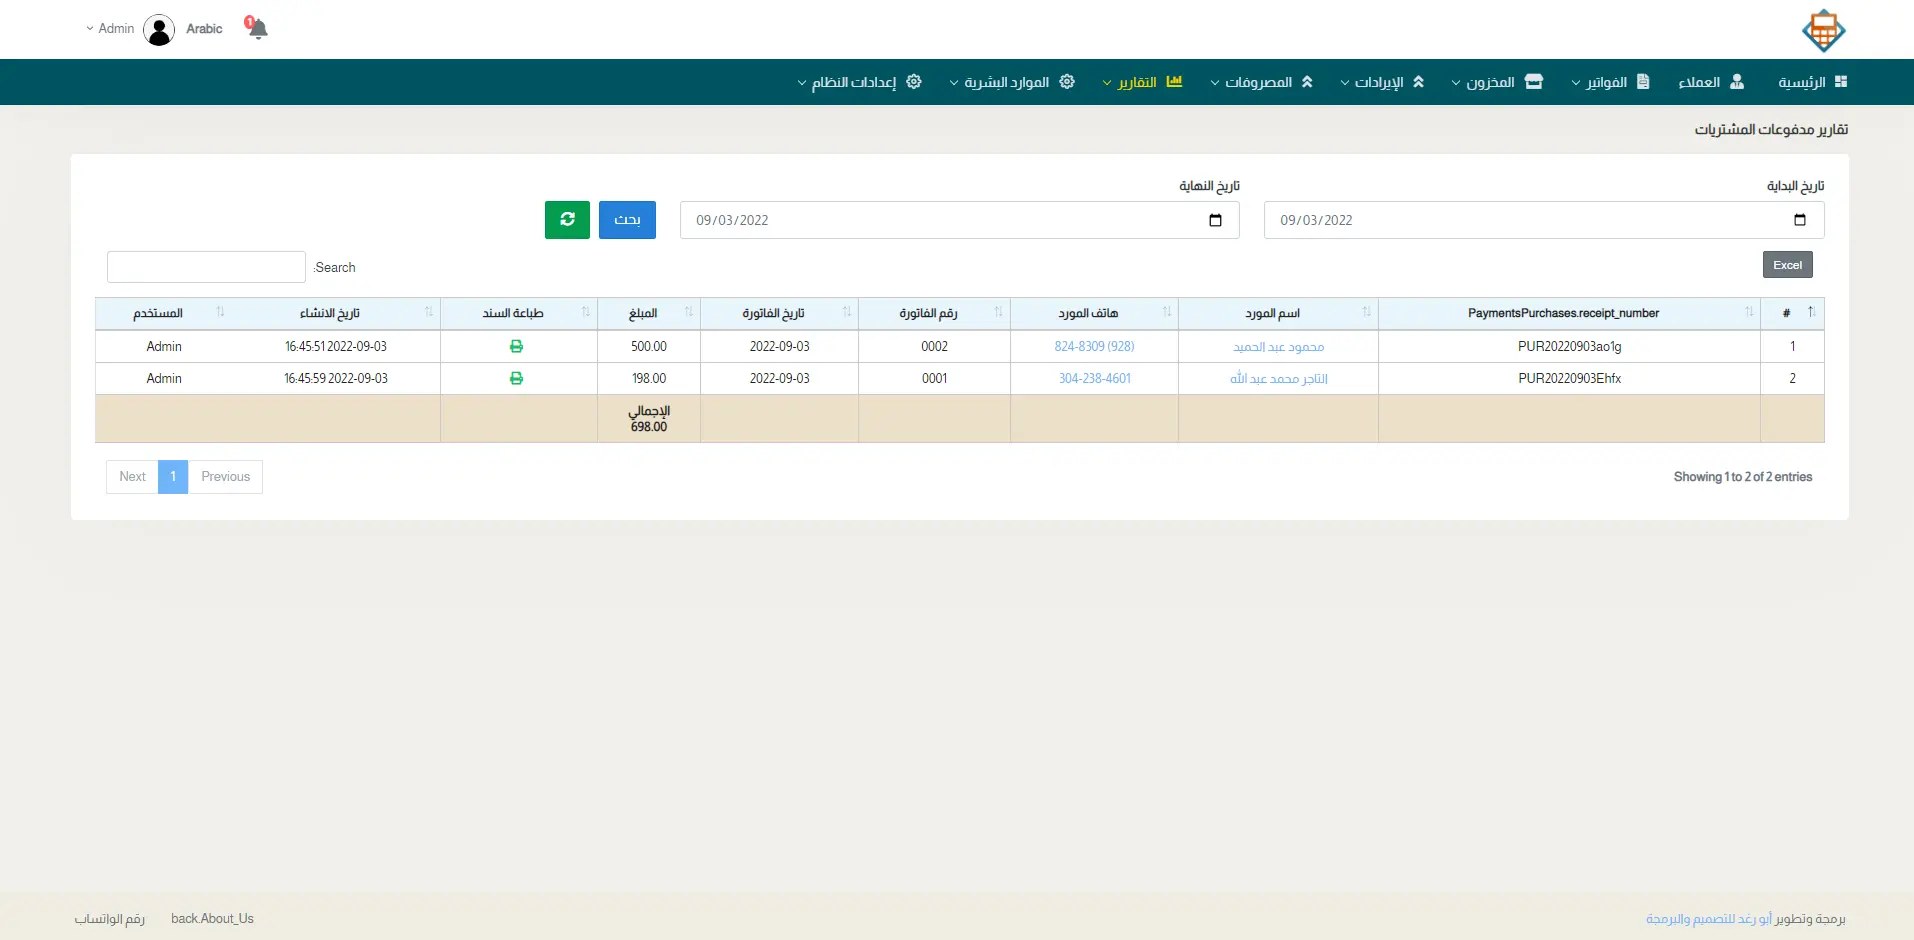 1
Arabic
Admin
الرئيسية
العملاء
الفواتير
المخزون
الإيرادات
المصروفات
التقارير
الموارد البشرية
إعدادات النظام
تقارير مدفوعات المشتريات
تاريخ البداية
تاريخ النهاية
09/03/2022
09/03/2022
بحث
Excel
Search:
# PaymentsPurchases.receipt_number اسم المورد هاتف المورد رقم الفاتورة تاريخ الفاتورة المبلغ طباعة السند تاريخ الانشاء المستخدم
1 PUR20220903ao1g محمود عبد الحميد 824-8309 (928) 0002 2022-09-03 500.00 16:45:51 2022-09-03 Admin
2 PUR20220903Ehfx التاجر محمد عبد الله 304-238-4601 0001 2022-09-03 198.00 16:45:59 2022-09-03 Admin
الإجمالي
698.00
Showing 1 to 2 of 2 entries
Previous 1 Next
برمجة وتطوير أبو رغد للتصميم والبرمجة
back.About_Us
رقم الواتساب